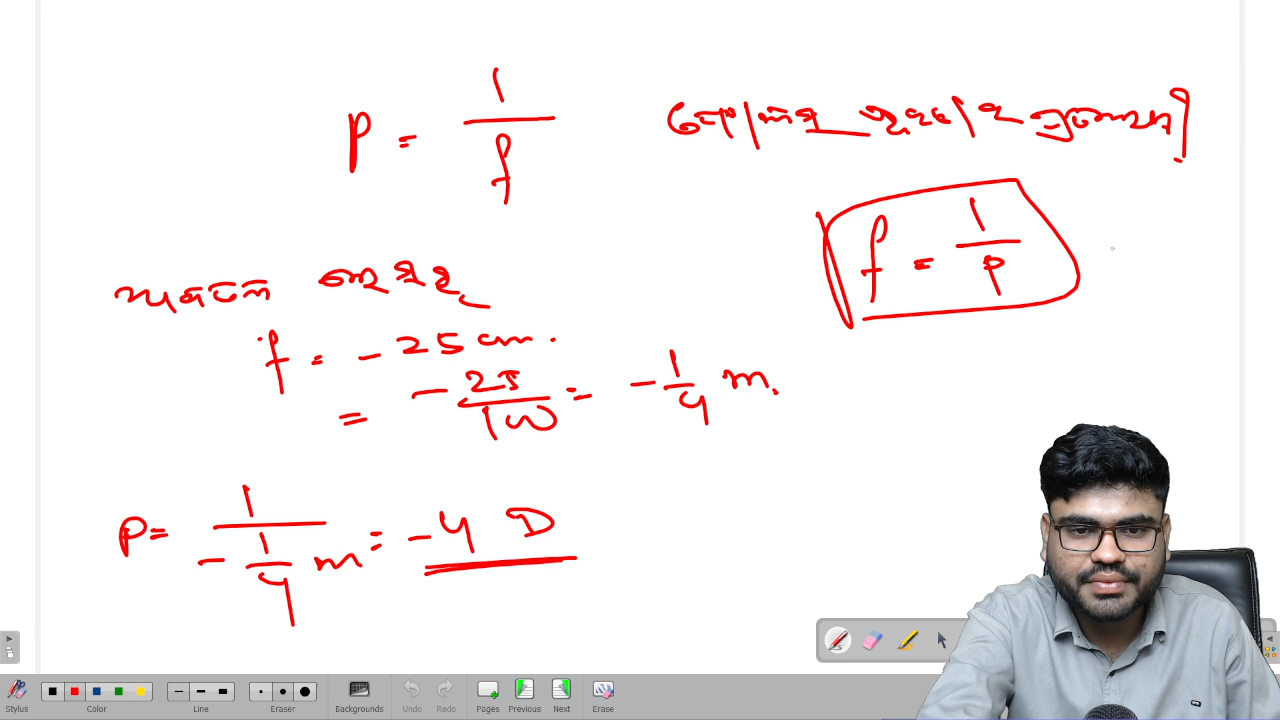 P = 1/f
f = 1/P
f = - 25 cm.
= - 25/100 = - 1/4 m.
P = 1/(- 1/4 m) = - 4 D
Stylus
Color
Line
Eraser
Backgrounds
Undo
Redo
Pages
Previous
Next
Erase